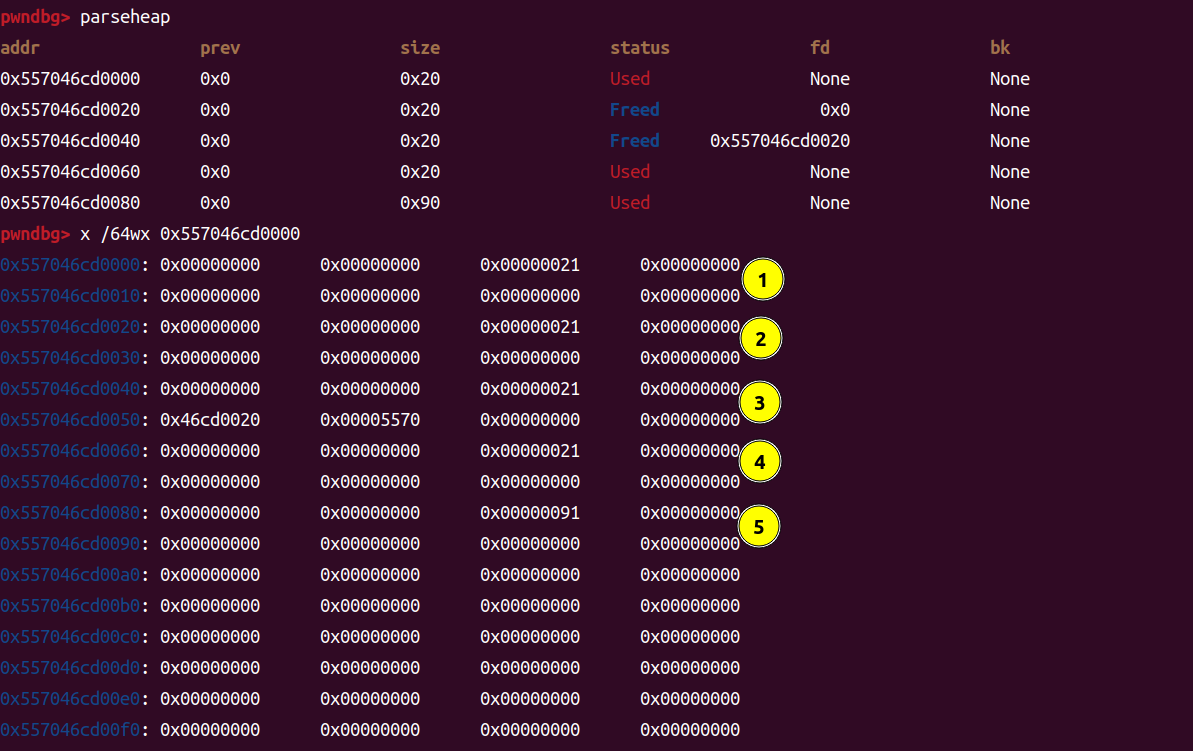 pwndbg> parseheap
addr prev size status fd bk
0x557046cd0000 0x0 0x20 Used None None
0x557046cd0020 0x0 0x20 Freed 0x0 None
0x557046cd0040 0x0 0x20 Freed 0x557046cd0020 None
0x557046cd0060 0x0 0x20 Used None None
0x557046cd0080 0x0 0x90 Used None None
pwndbg> x /64wx 0x557046cd0000
0x557046cd0000: 0x00000000 0x00000000 0x00000021 0x00000000
1
0x557046cd0010: 0x00000000 0x00000000 0x00000000 0x00000000
0x557046cd0020: 0x00000000 0x00000000 0x00000021 0x00000000
2
0x557046cd0030: 0x00000000 0x00000000 0x00000000 0x00000000
0x557046cd0040: 0x00000000 0x00000000 0x00000021 0x00000000
3
0x557046cd0050: 0x46cd0020 0x00005570 0x00000000 0x00000000
0x557046cd0060: 0x00000000 0x00000000 0x00000021 0x00000000
4
0x557046cd0070: 0x00000000 0x00000000 0x00000000 0x00000000
0x557046cd0080: 0x00000000 0x00000000 0x00000091 0x00000000
5
0x557046cd0090: 0x00000000 0x00000000 0x00000000 0x00000000
0x557046cd00a0: 0x00000000 0x00000000 0x00000000 0x00000000
0x557046cd00b0: 0x00000000 0x00000000 0x00000000 0x00000000
0x557046cd00c0: 0x00000000 0x00000000 0x00000000 0x00000000
0x557046cd00d0: 0x00000000 0x00000000 0x00000000 0x00000000
0x557046cd00e0: 0x00000000 0x00000000 0x00000000 0x00000000
0x557046cd00f0: 0x00000000 0x00000000 0x00000000 0x00000000